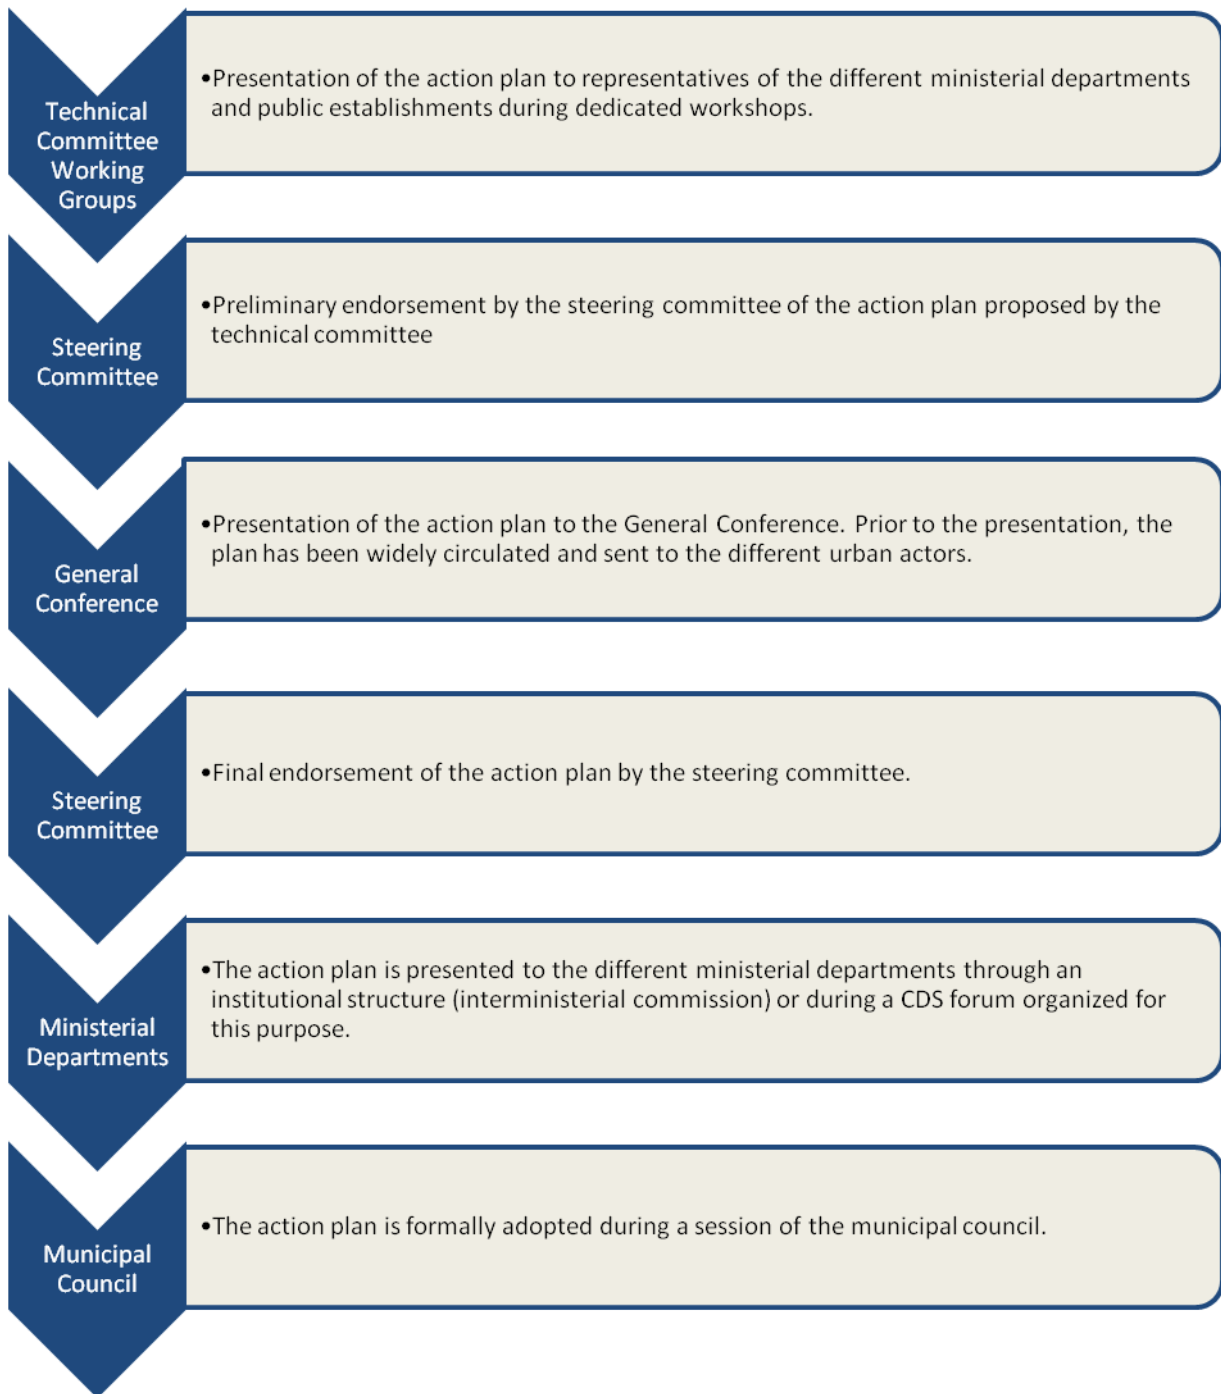 Technical
Committee
Working
Groups
•Presentation of the action plan to representatives of the different ministerial departments
and public establishments during dedicated workshops.
Steering
Committee
•Preliminary endorsement by the steering committee of the action plan proposed by the
technical committee
General
Conference
•Presentation of the action plan to the General Conference. Prior to the presentation, the
plan has been widely circulated and sent to the different urban actors.
Steering
Committee
•Final endorsement of the action plan by the steering committee.
Ministerial
Departments
•The action plan is presented to the different ministerial departments through an
institutional structure (interministerial commission) or during a CDS forum organized for
this purpose.
Municipal
Council
•The action plan is formally adopted during a session of the municipal council.